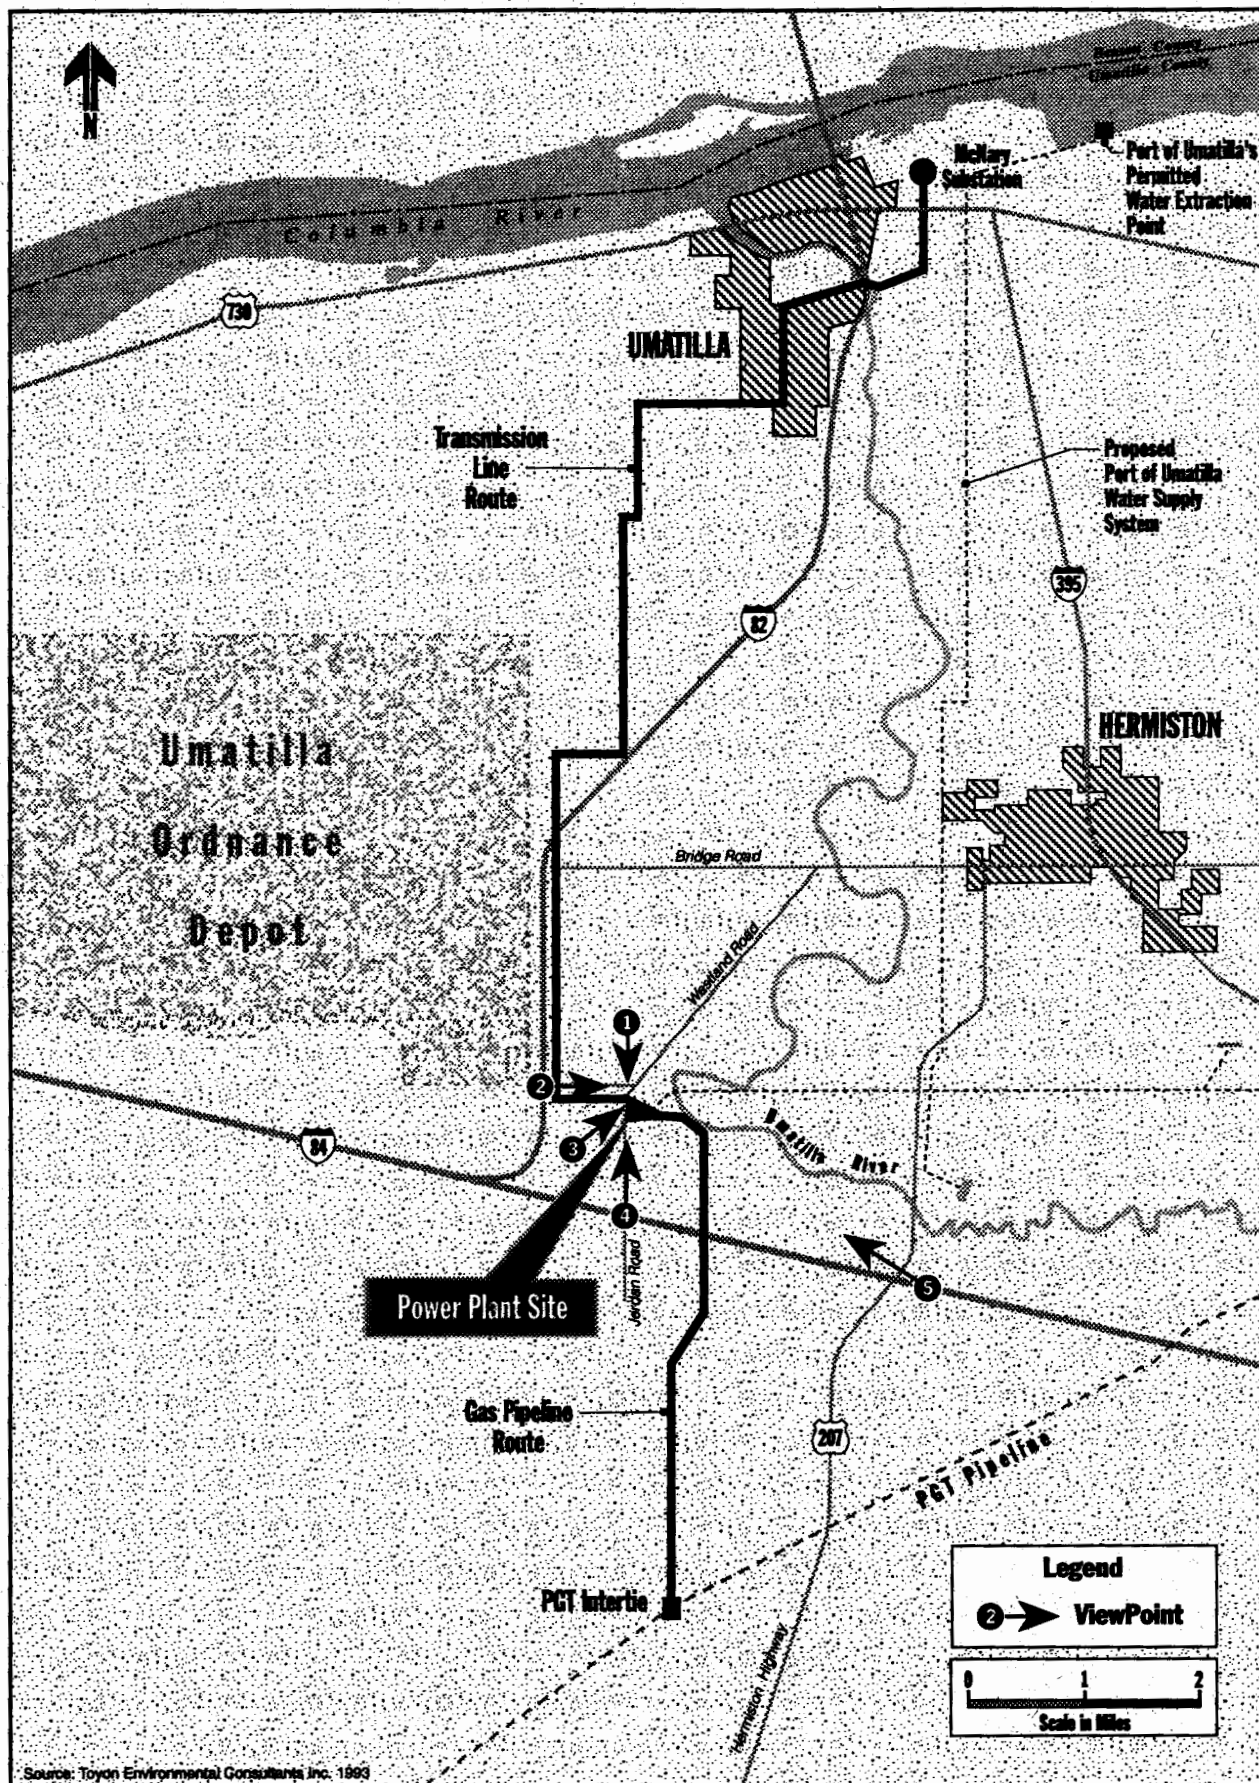 N
Benton County
Umatilla County
McNary
Substation
Port of Umatilla's
Permitted
Water Extraction
Point
Columbia River
730
UMATILLA
Transmission
Line
Route
Proposed
Port of Umatilla
Water Supply
System
395
82
HERMISTON
Umatilla
Ordnance
Depot
Bridge Road
Westland Road
1
2
3
84
Umatilla River
4
Jordan Road
5
Power Plant Site
Gas Pipeline
Route
207
PGT Pipeline
PGT Intertie
Hermiston Highway
Legend
2 ViewPoint
0 1 2
Scale in Miles
Source: Toyon Environmental Consultants Inc. 1993